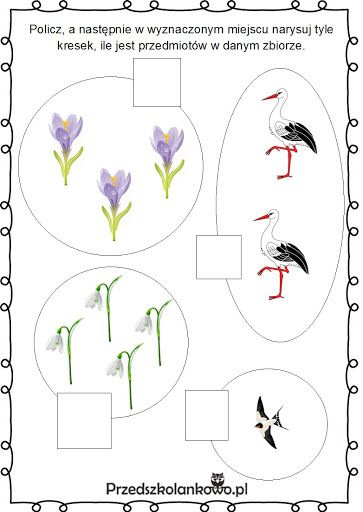 Policz, a następnie w wyznaczonym miejscu narysuj tyle
kresek, ile jest przedmiotów w danym zbiorze.
Przedszkolankowo.pl